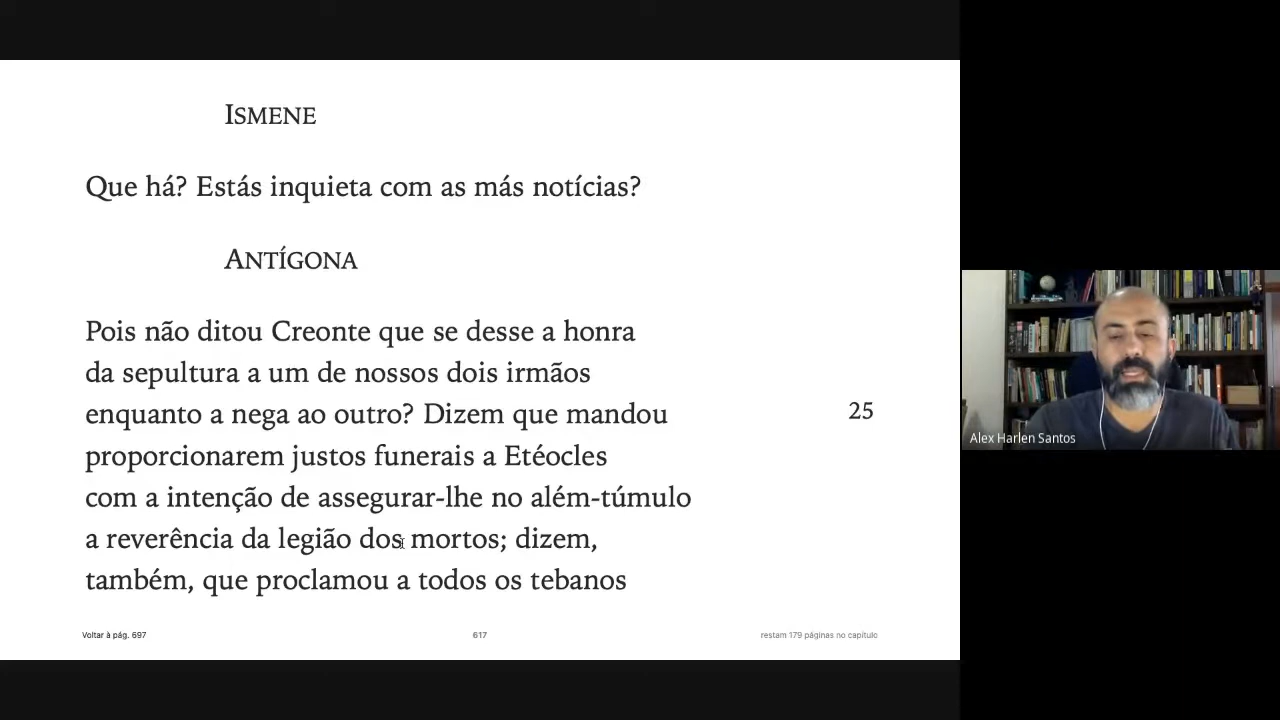 ISMENE
Que há? Estás inquieta com as más notícias?
ANTÍGONA
Pois não ditou Creonte que se desse a honra
da sepultura a um de nossos dois irmãos
enquanto a nega ao outro? Dizem que mandou
25
proporcionarem justos funerais a Etéocles
com a intenção de assegurar-lhe no além-túmulo
a reverência da legião dos mortos; dizem,
também, que proclamou a todos os tebanos
Voltar à pág. 697
617
restam 179 páginas no capítulo
Alex Harlen Santos